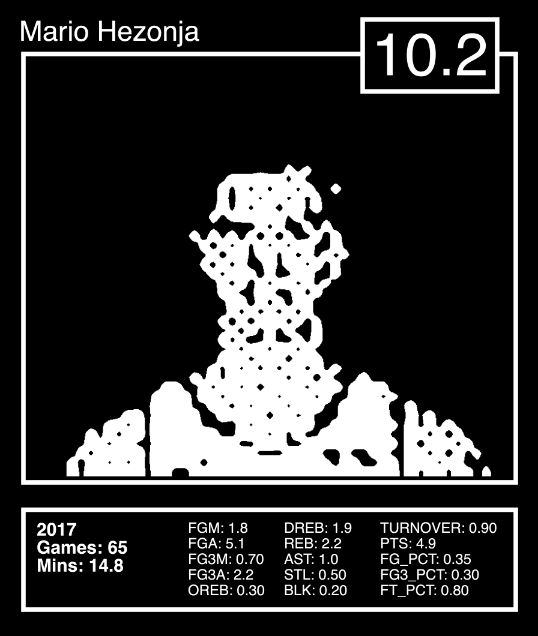 Mario Hezonja
10.2
2017
Games: 65
Mins: 14.8
FGM: 1.8
FGA: 5.1
FG3M: 0.70
FG3A: 2.2
OREB: 0.30
DREB: 1.9
REB: 2.2
AST: 1.0
STL: 0.50
BLK: 0.20
TURNOVER: 0.90
PTS: 4.9
FG_PCT: 0.35
FG3_PCT: 0.30
FT_PCT: 0.80